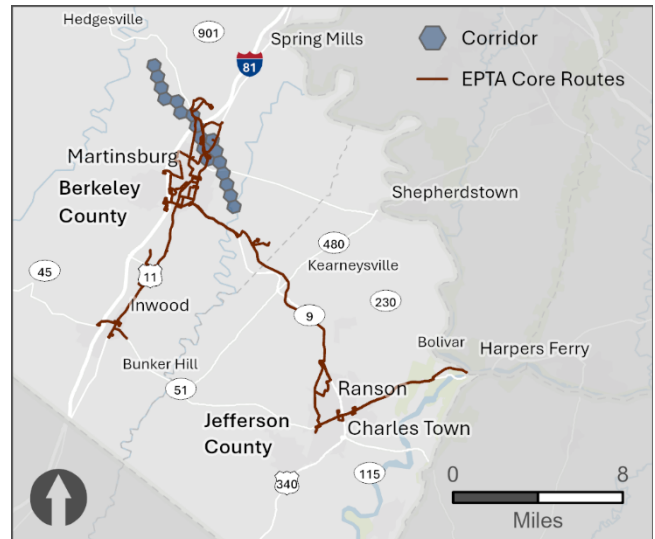 Hedgesville
901
Spring Mills
81
Corridor
EPTA Core Routes
Martinsburg
Berkeley
County
Shepherdstown
480
Kearneysville
45
11
230
Inwood
9
Bolivar
Harpers Ferry
Bunker Hill
51
Ranson
Jefferson
County
Charles Town
115
340
0
8
Miles